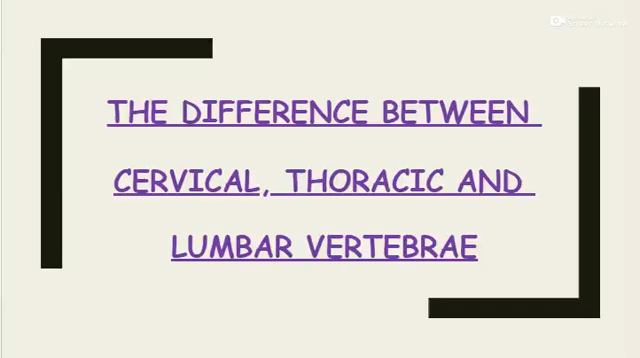 THE DIFFERENCE BETWEEN
CERVICAL, THORACIC AND
LUMBAR VERTEBRAE